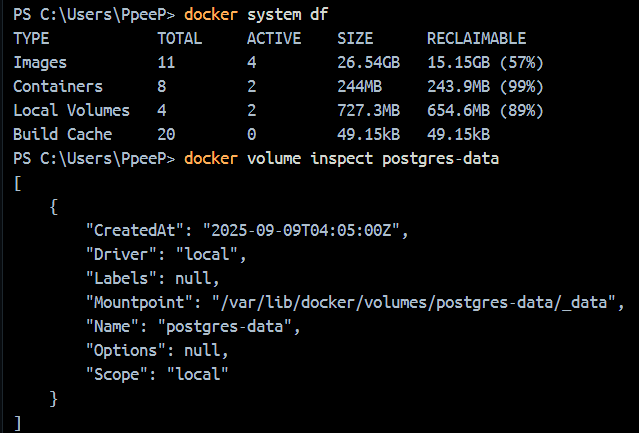 PS C:\Users\PpeeP> docker system df
TYPE            TOTAL     ACTIVE    SIZE      RECLAIMABLE
Images          11        4         26.54GB   15.15GB (57%)
Containers      8         2         244MB     243.9MB (99%)
Local Volumes   4         2         727.3MB   654.6MB (89%)
Build Cache     20        0         49.15kB   49.15kB
PS C:\Users\PpeeP> docker volume inspect postgres-data
[
    {
        "CreatedAt": "2025-09-09T04:05:00Z",
        "Driver": "local",
        "Labels": null,
        "Mountpoint": "/var/lib/docker/volumes/postgres-data/_data",
        "Name": "postgres-data",
        "Options": null,
        "Scope": "local"
    }
]